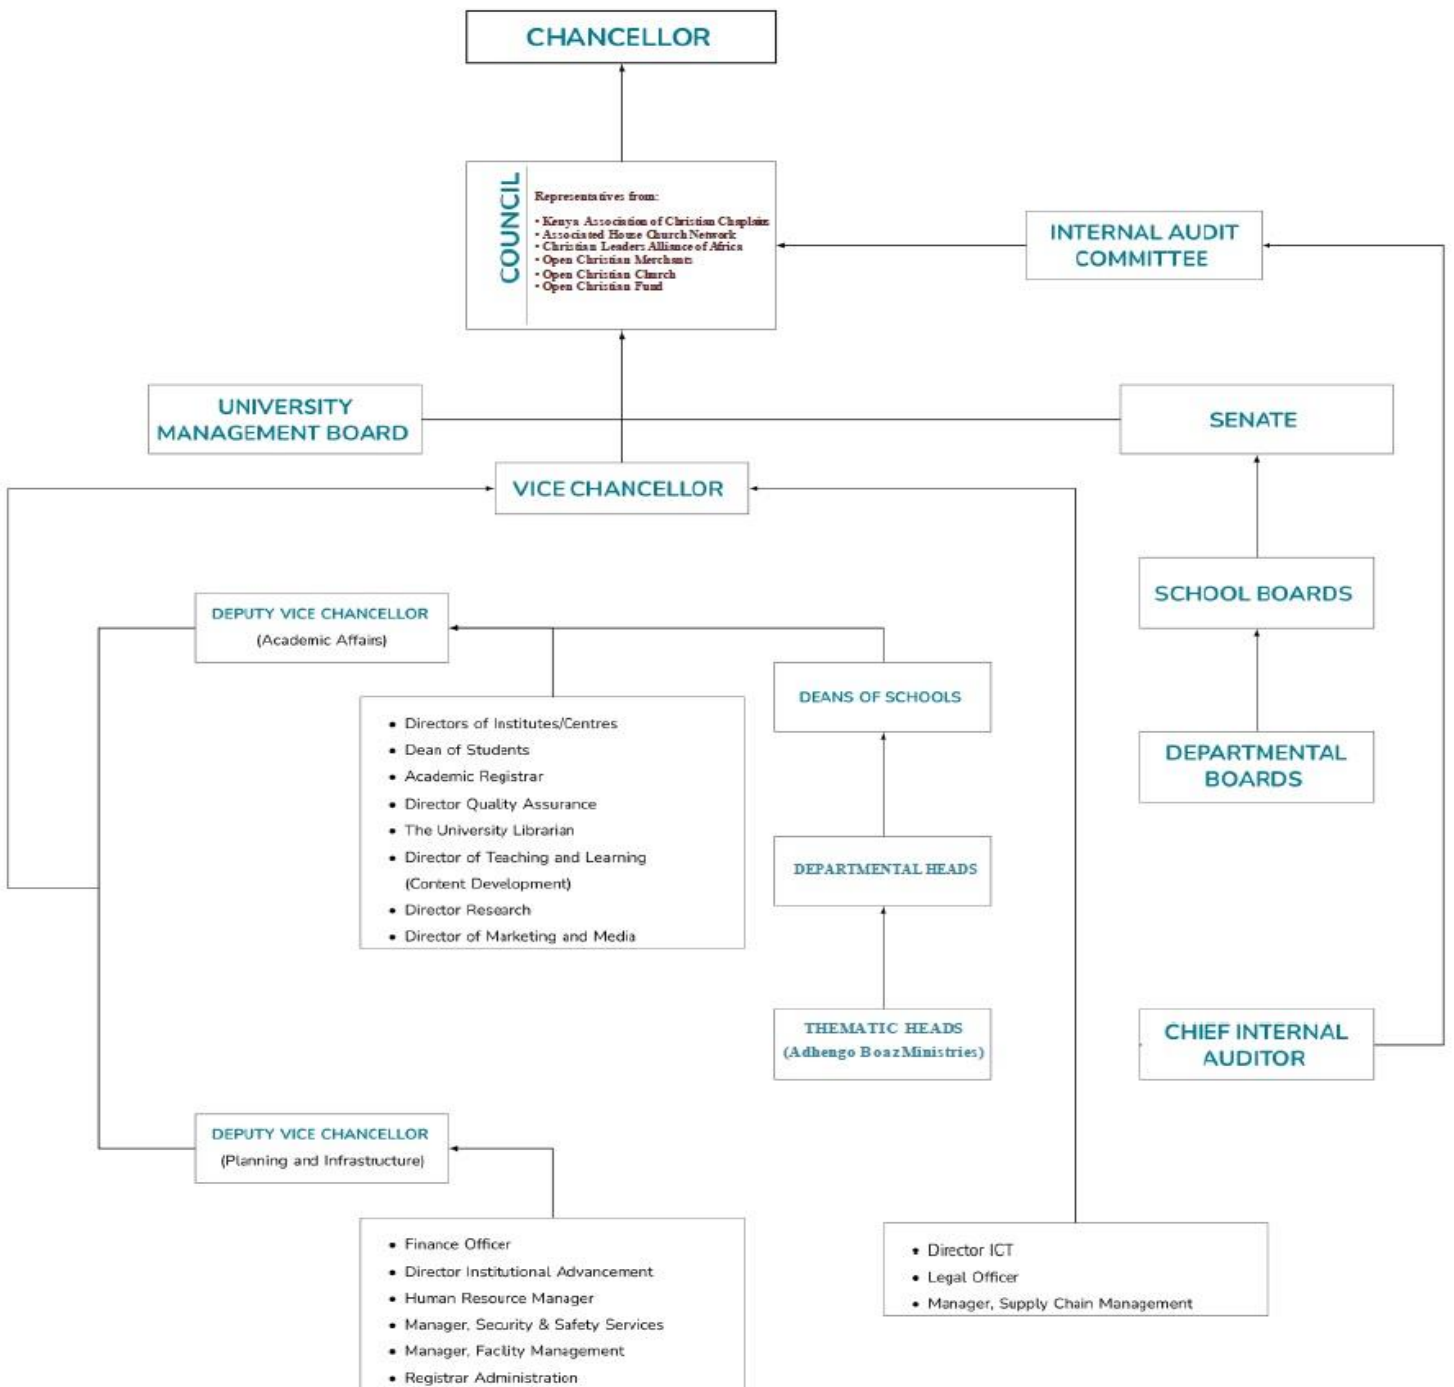 CHANCELLOR
COUNCIL
Representatives from:
• Kenya Association of Christian Chaplains
• Associated House Church Network
• Christian Leaders Alliance of Africa
• Open Christian Merchants
• Open Christian Church
• Open Christian Fund
INTERNAL AUDIT
COMMITTEE
UNIVERSITY
MANAGEMENT BOARD
SENATE
VICE CHANCELLOR
SCHOOL BOARDS
DEPUTY VICE CHANCELLOR
(Academic Affairs)
DEANS OF SCHOOLS
• Directors of Institutes/Centres
• Dean of Students
• Academic Registrar
• Director Quality Assurance
• The University Librarian
• Director of Teaching and Learning
(Content Development)
• Director Research
• Director of Marketing and Media
DEPARTMENTAL
BOARDS
DEPARTMENTAL HEADS
THEMATIC HEADS
(Adhengo Boaz Ministries)
CHIEF INTERNAL
AUDITOR
DEPUTY VICE CHANCELLOR
(Planning and Infrastructure)
• Finance Officer
• Director Institutional Advancement
• Human Resource Manager
• Manager, Security & Safety Services
• Manager, Facility Management
• Registrar Administration
• Director ICT
• Legal Officer
• Manager, Supply Chain Management